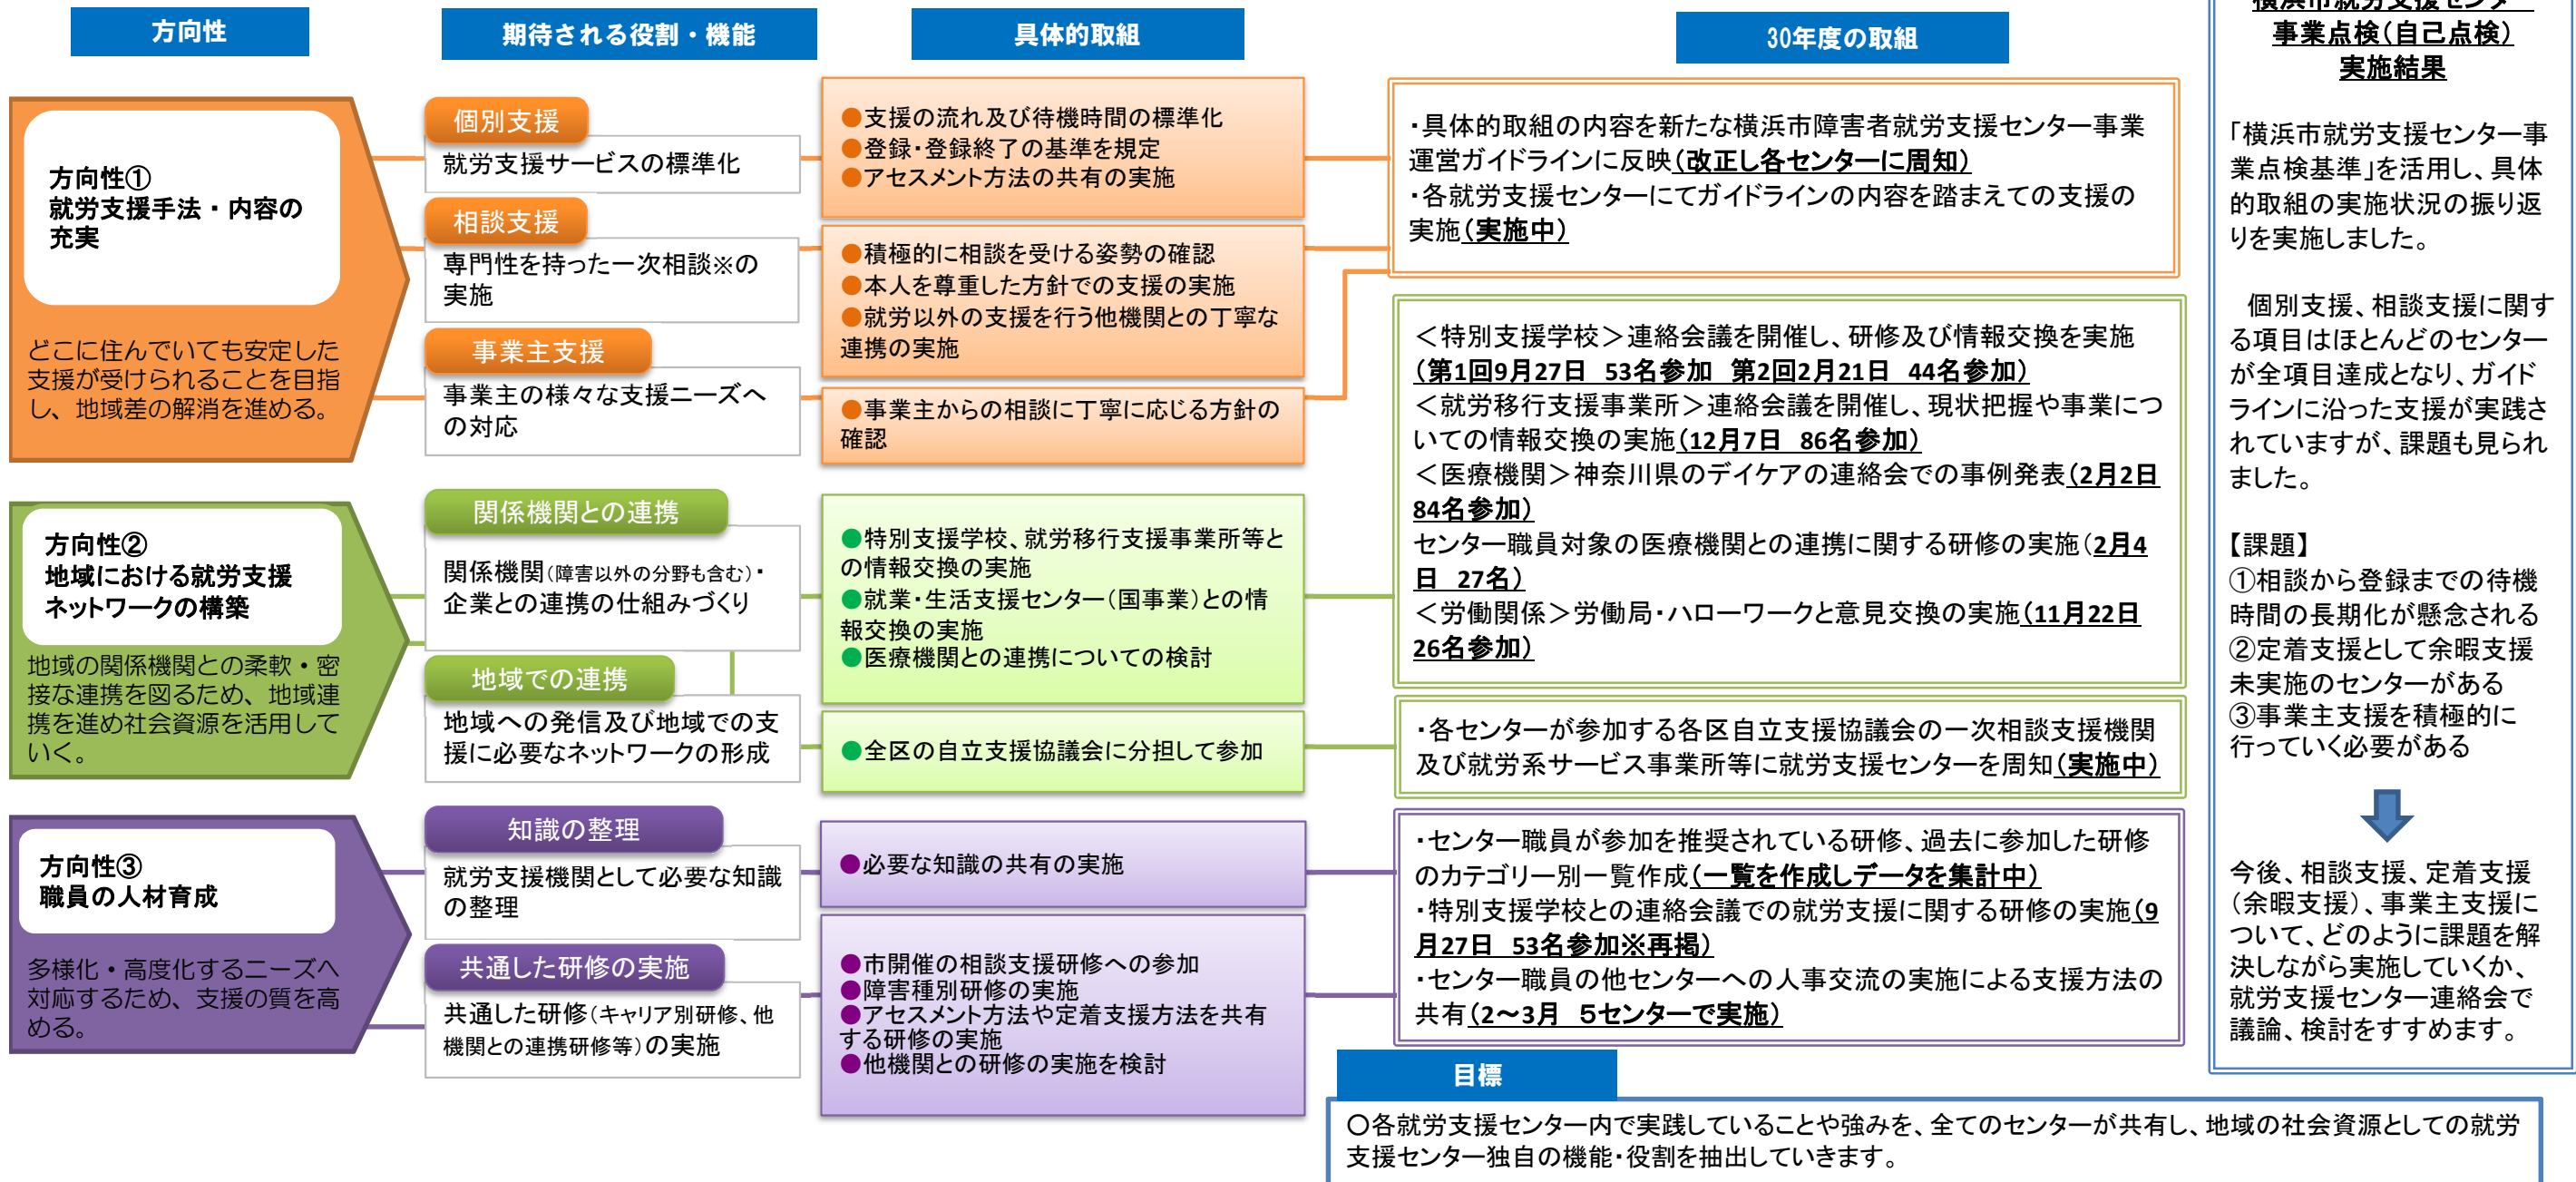 方向性
期待される役割・機能
具体的取組
30年度の取組
方向性①
就労支援手法・内容の
充実
どこに住んでいても安定した
支援が受けられることを目指
し、地域差の解消を進める。
個別支援
就労支援サービスの標準化
相談支援
専門性を持った一次相談※の
実施
事業主支援
事業主の様々な支援ニーズへ
の対応
●支援の流れ及び待機時間の標準化
●登録・登録終了の基準を規定
●アセスメント方法の共有の実施
●積極的に相談を受ける姿勢の確認
●本人を尊重した方針での支援の実施
●就労以外の支援を行う他機関との丁寧な
連携の実施
●事業主からの相談に丁寧に応じる方針の
確認
・具体的取組の内容を新たな横浜市障害者就労支援センター事業
運営ガイドラインに反映(改正し各センターに周知)
・各就労支援センターにてガイドラインの内容を踏まえての支援の
実施(実施中)
方向性②
地域における就労支援
ネットワークの構築
地域の関係機関との柔軟・密
接な連携を図るため、地域連
携を進め社会資源を活用して
いく。
関係機関との連携
関係機関(障害以外の分野も含む)・
企業との連携の仕組みづくり
地域での連携
地域への発信及び地域での支
援に必要なネットワークの形成
●特別支援学校、就労移行支援事業所等と
の情報交換の実施
●就業・生活支援センター(国事業)との情
報交換の実施
●医療機関との連携についての検討
●全区の自立支援協議会に分担して参加
<特別支援学校>連絡会議を開催し、研修及び情報交換を実施
(第1回9月27日 53名参加 第2回2月21日 44名参加)
<就労移行支援事業所>連絡会議を開催し、現状把握や事業につ
いての情報交換の実施(12月7日 86名参加)
<医療機関>神奈川県のデイケアの連絡会での事例発表(2月2日
84名参加)
センター職員対象の医療機関との連携に関する研修の実施(2月4
日 27名)
<労働関係>労働局・ハローワークと意見交換の実施(11月22日
26名参加)
・各センターが参加する各区自立支援協議会の一次相談支援機関
及び就労系サービス事業所等に就労支援センターを周知(実施中)
方向性③
職員の人材育成
多様化・高度化するニーズへ
対応するため、支援の質を高
める。
知識の整理
就労支援機関として必要な知識
の整理
共通した研修の実施
共通した研修(キャリア別研修、他
機関との連携研修等)の実施
●必要な知識の共有の実施
●市開催の相談支援研修への参加
●障害種別研修の実施
●アセスメント方法や定着支援方法を共有
する研修の実施
●他機関との研修の実施を検討
・センター職員が参加を推奨されている研修、過去に参加した研修
のカテゴリー別一覧作成(一覧を作成しデータを集計中)
・特別支援学校との連絡会議での就労支援に関する研修の実施(9
月27日 53名参加※再掲)
・センター職員の他センターへの人事交流の実施による支援方法の
共有(2~3月 5センターで実施)
目標
○各就労支援センター内で実践していることや強みを、全てのセンターが共有し、地域の社会資源としての就労
支援センター独自の機能・役割を抽出していきます。
横浜市就労支援センター
事業点検(自己点検)
実施結果
「横浜市就労支援センター事
業点検基準」を活用し、具体
的取組の実施状況の振り返
りを実施しました。
個別支援、相談支援に関す
る項目はほとんどのセンター
が全項目達成となり、ガイド
ラインに沿った支援が実践さ
れていますが、課題も見られ
ました。
【課題】
①相談から登録までの待機
時間の長期化が懸念される
②定着支援として余暇支援
未実施のセンターがある
③事業主支援を積極的に
行っていく必要がある
今後、相談支援、定着支援
(余暇支援)、事業主支援に
ついて、どのように課題を解
決しながら実施していくか、
就労支援センター連絡会で
議論、検討をすすめます。